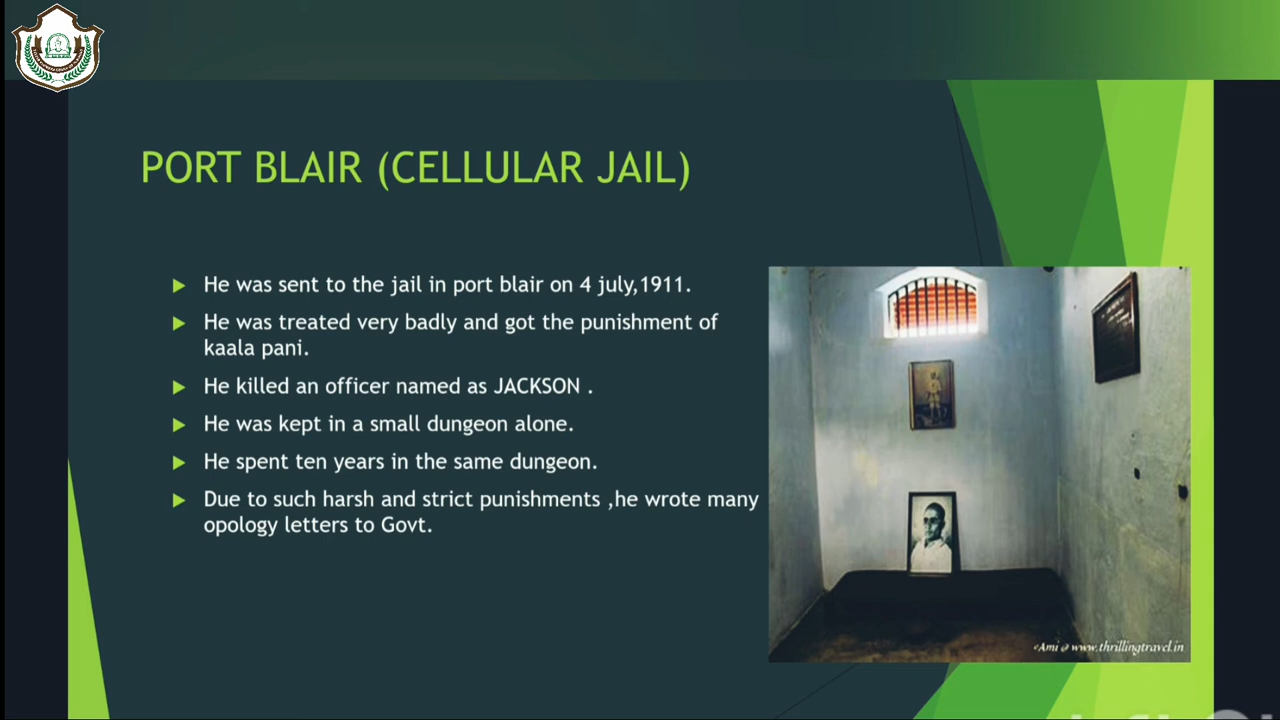 PORT BLAIR (CELLULAR JAIL)
He was sent to the jail in port blair on 4 july,1911.
He was treated very badly and got the punishment of
kaala pani.
He killed an officer named as JACKSON .
He was kept in a small dungeon alone.
He spent ten years in the same dungeon.
Due to such harsh and strict punishments ,he wrote many
opology letters to Govt.
©Ami @ www.thrillingtravel.in